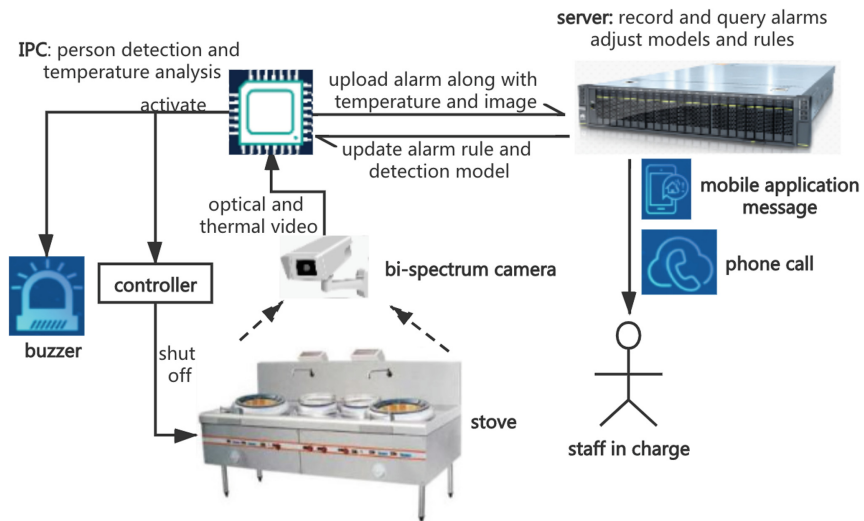 server: record and query alarms
adjust models and rules
IPC: person detection and
temperature analysis
activate
upload alarm along with
temperature and image
update alarm rule and
detection model
optical and
thermal video
mobile application
message
bi-spectrum camera
phone call
controller
buzzer
shut
off
stove
staff in charge